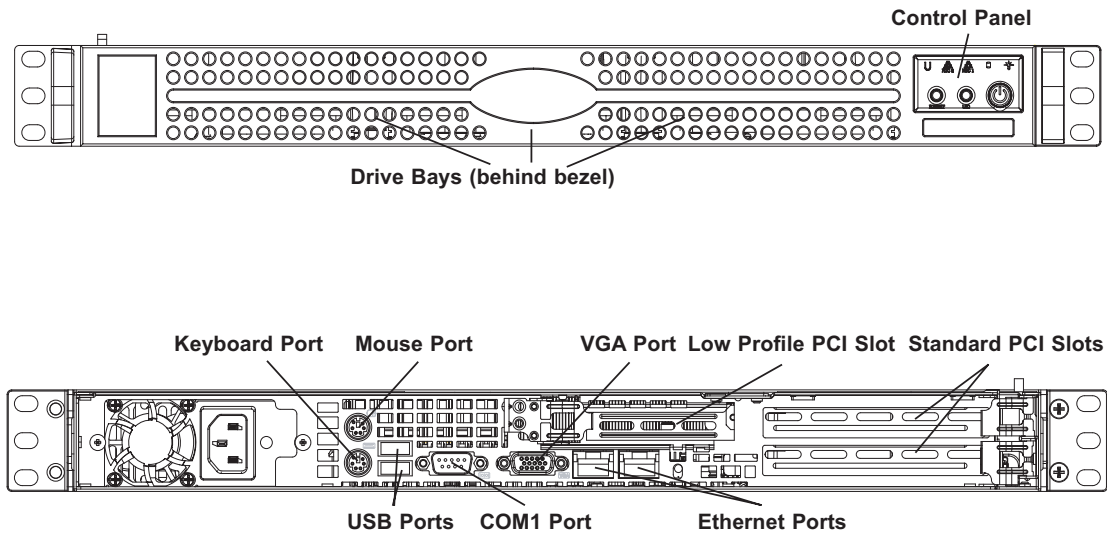 Control Panel
Drive Bays (behind bezel)
Keyboard Port
Mouse Port
VGA Port
Low Profile PCI Slot
Standard PCI Slots
USB Ports
COM1 Port
Ethernet Ports